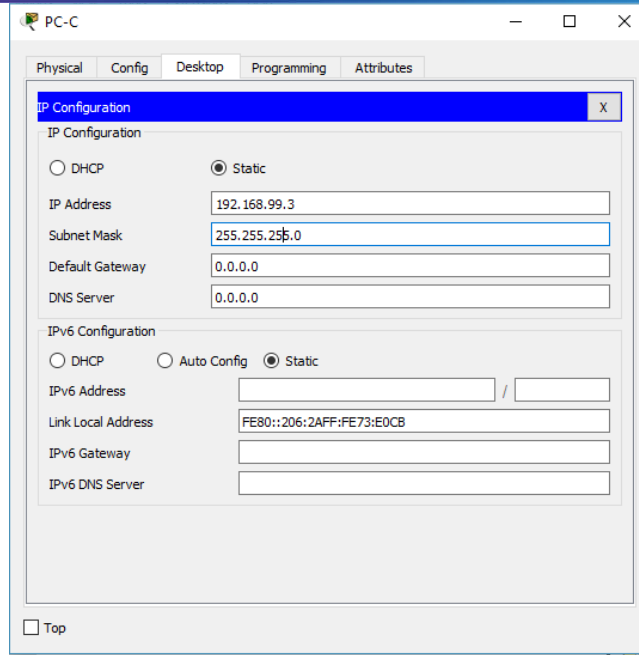 PC-C
Physical Config Desktop Programming Attributes
IP Configuration X
IP Configuration
DHCP Static
IP Address 192.168.99.3
Subnet Mask 255.255.255.0
Default Gateway 0.0.0.0
DNS Server 0.0.0.0
IPv6 Configuration
DHCP Auto Config Static
IPv6 Address /
Link Local Address FE80::206:2AFF:FE73:E0CB
IPv6 Gateway
IPv6 DNS Server
Top